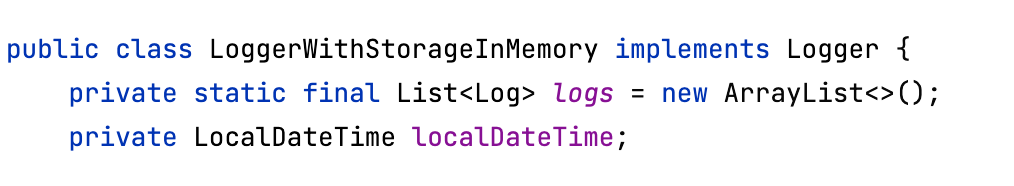 public class LoggerWithStorageInMemory implements Logger {
    private static final List<Log> logs = new ArrayList<>();
    private LocalDateTime localDateTime;